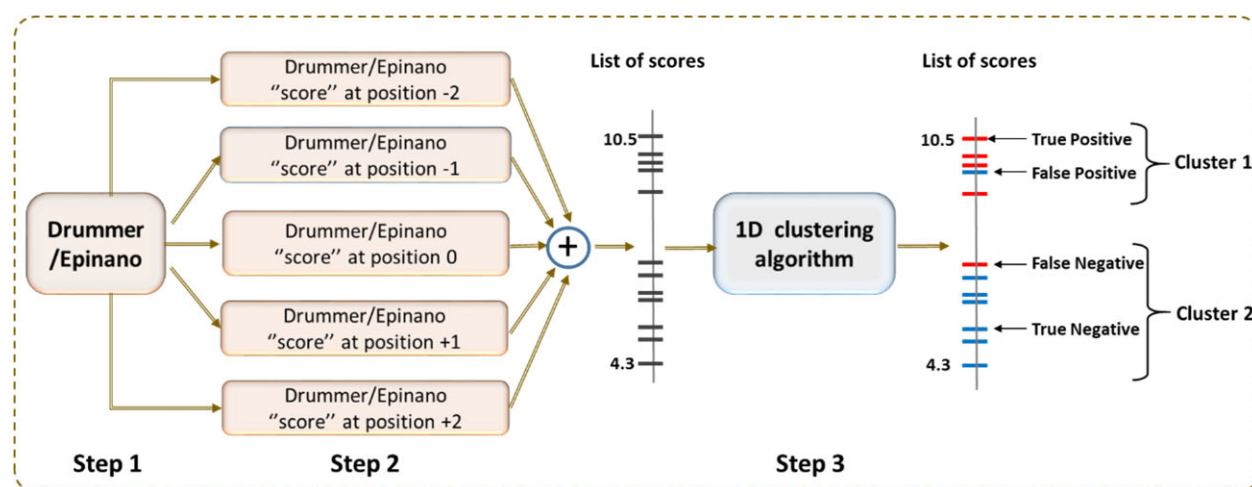 Drummer
/Epinano
Drummer/Epinano
‘’score’’ at position -2
Drummer/Epinano
‘’score’’ at position -1
Drummer/Epinano
‘’score’’ at position 0
Drummer/Epinano
‘’score’’ at position +1
Drummer/Epinano
‘’score’’ at position +2
+
List of scores
10.5
4.3
1D clustering
algorithm
List of scores
10.5
True Positive
False Positive
Cluster 1
False Negative
True Negative
Cluster 2
4.3
Step 1
Step 2
Step 3